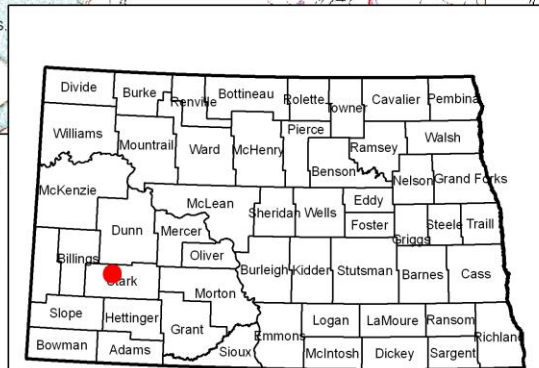 s.
Divide Burke Renville Bottineau Rolette Towner Cavalier Pembina
Williams Mountrail Ward McHenry Pierce Benson Ramsey Walsh
Nelson Grand Forks
McKenzie McLean Sheridan Wells Eddy
Foster Griggs Steele Traill
Dunn Mercer
Oliver
Billings Stark Morton Burleigh Kidder Stutsman Barnes Cass
Slope Hettinger Grant Emmons Logan LaMoure Ransom Richland
Bowman Adams Sioux McIntosh Dickey Sargent